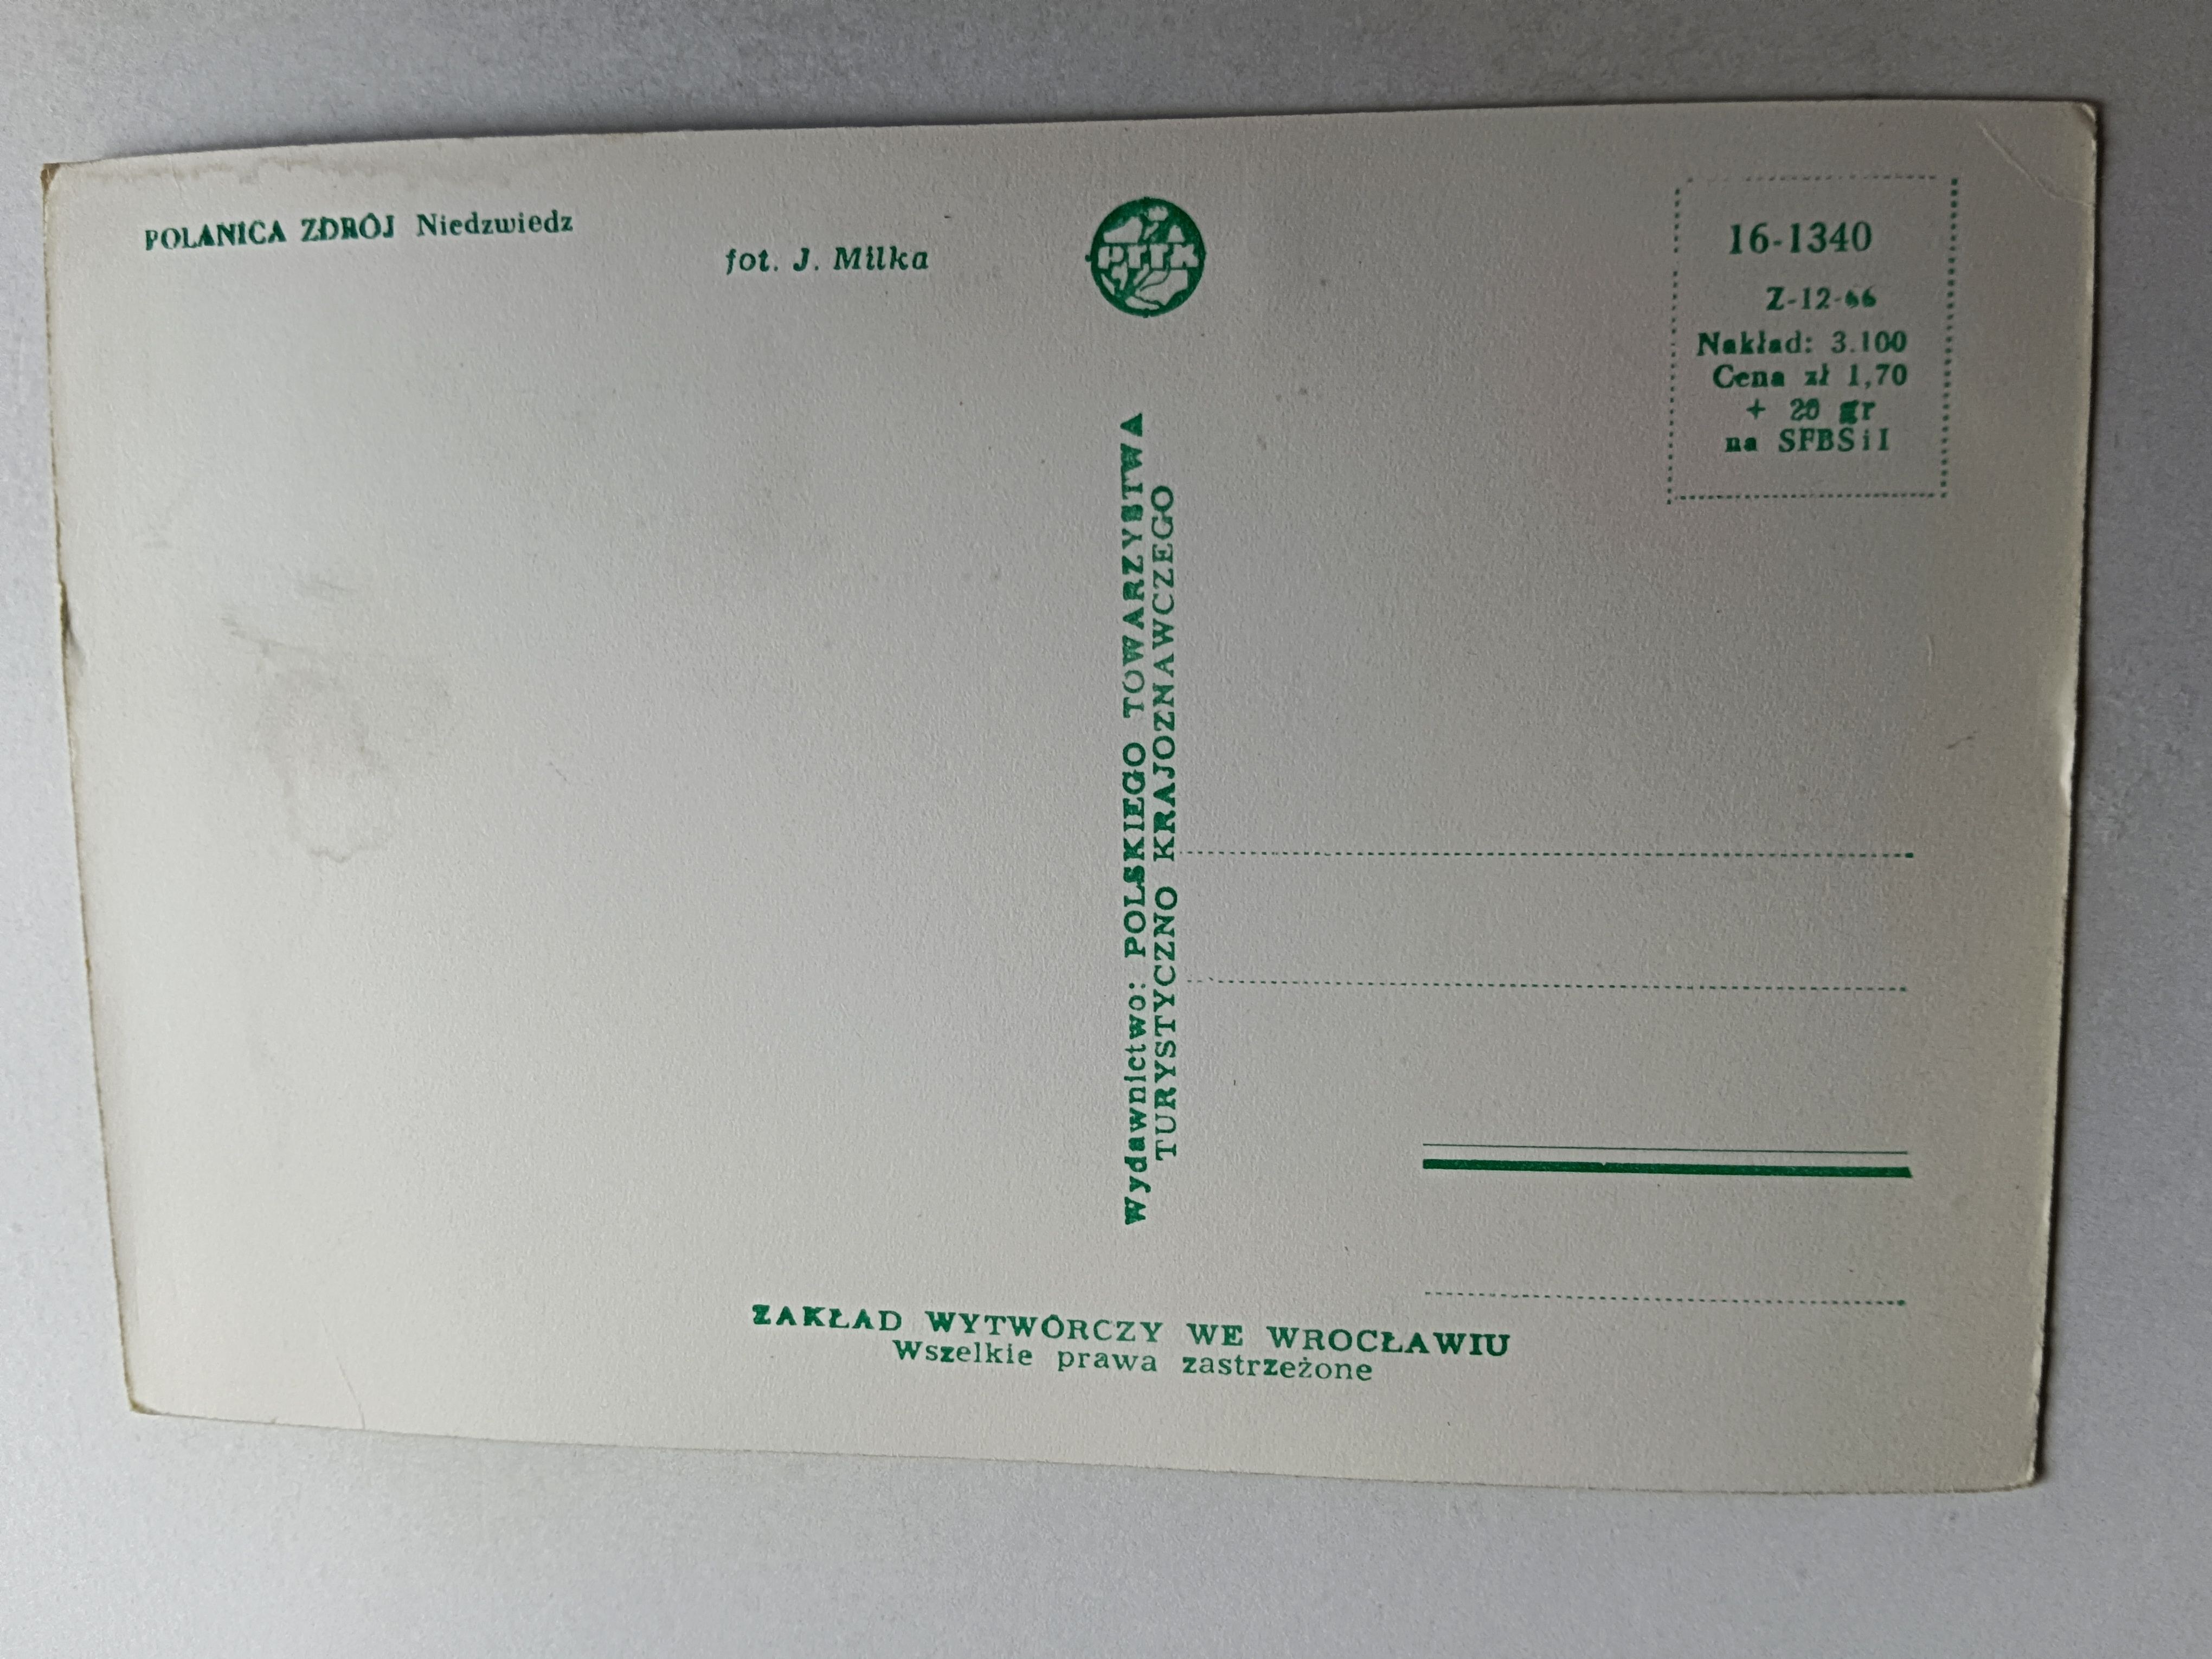 POLANICA ZDRÓJ Niedzwiedz
fot. J. Milka
PTTK
16-1340
Z-12-66
Nakład: 3.100
Cena zł 1,70
+ 20 gr
na SFBSiI
Wydawnictwo: POLSKIEGO TOWARZYSTWA
TURYSTYCZNO KRAJOZNAWCZEGO
ZAKŁAD WYTWÓRCZY WE WROCŁAWIU
Wszelkie prawa zastrzeżone